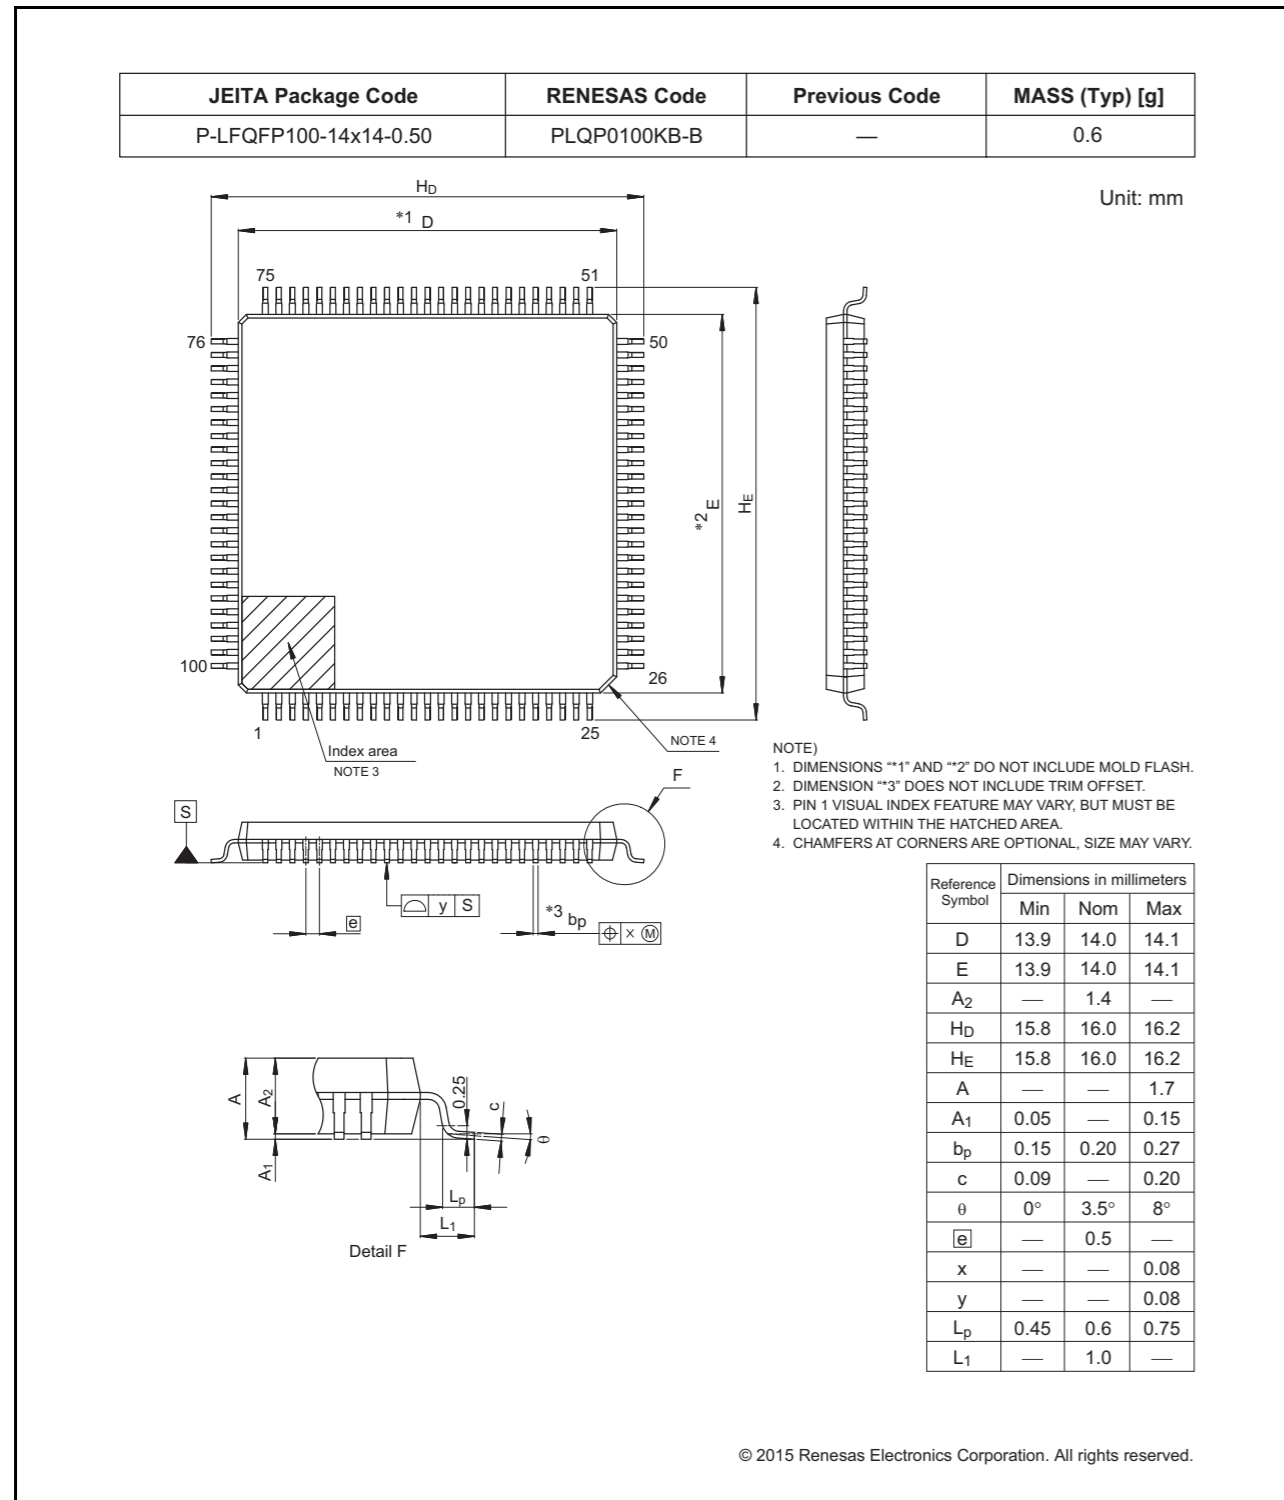 JEITA Package Code RENESAS Code Previous Code MASS (Typ) [g]
P-LFQFP100-14x14-0.50 PLQP0100KB-B — 0.6
Unit: mm
HD
*1 D
75 51
76 50
*2 E
HE
100 26
1 25
Index area
NOTE 3
NOTE 4
F
NOTE)
1. DIMENSIONS “*1” AND “*2” DO NOT INCLUDE MOLD FLASH.
2. DIMENSION “*3” DOES NOT INCLUDE TRIM OFFSET.
3. PIN 1 VISUAL INDEX FEATURE MAY VARY, BUT MUST BE
LOCATED WITHIN THE HATCHED AREA.
4. CHAMFERS AT CORNERS ARE OPTIONAL, SIZE MAY VARY.
S
e
y S
*3 bp
⌖ × Ⓜ
Reference Symbol Dimensions in millimeters
Min Nom Max
D 13.9 14.0 14.1
E 13.9 14.0 14.1
A2 — 1.4 —
HD 15.8 16.0 16.2
HE 15.8 16.0 16.2
A — — 1.7
A1 0.05 — 0.15
bp 0.15 0.20 0.27
c 0.09 — 0.20
θ 0° 3.5° 8°
e — 0.5 —
x — — 0.08
y — — 0.08
Lp 0.45 0.6 0.75
L1 — 1.0 —
A A2 0.25 c θ
A1
Lp
L1
Detail F
© 2015 Renesas Electronics Corporation. All rights reserved.